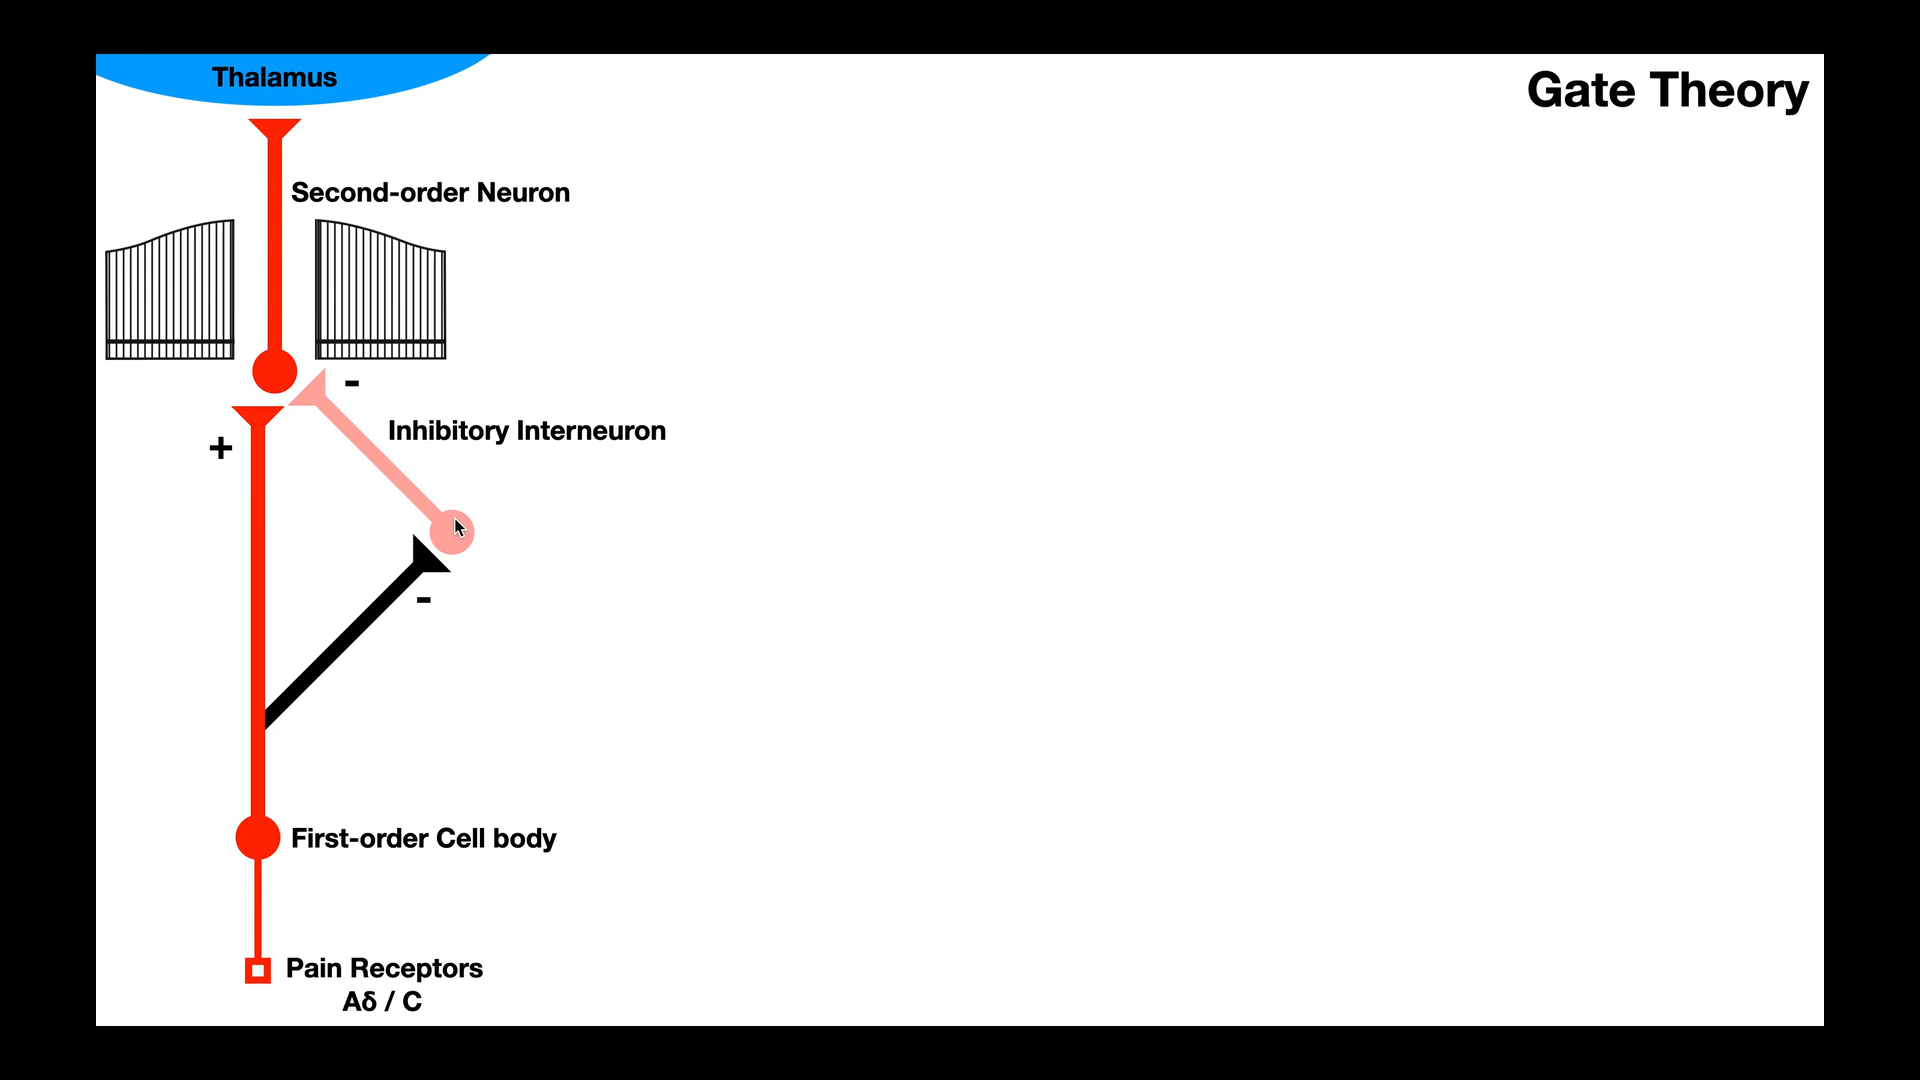 Thalamus
Gate Theory
Second-order Neuron
-
Inhibitory Interneuron
+
-
First-order Cell body
Pain Receptors
Aδ / C